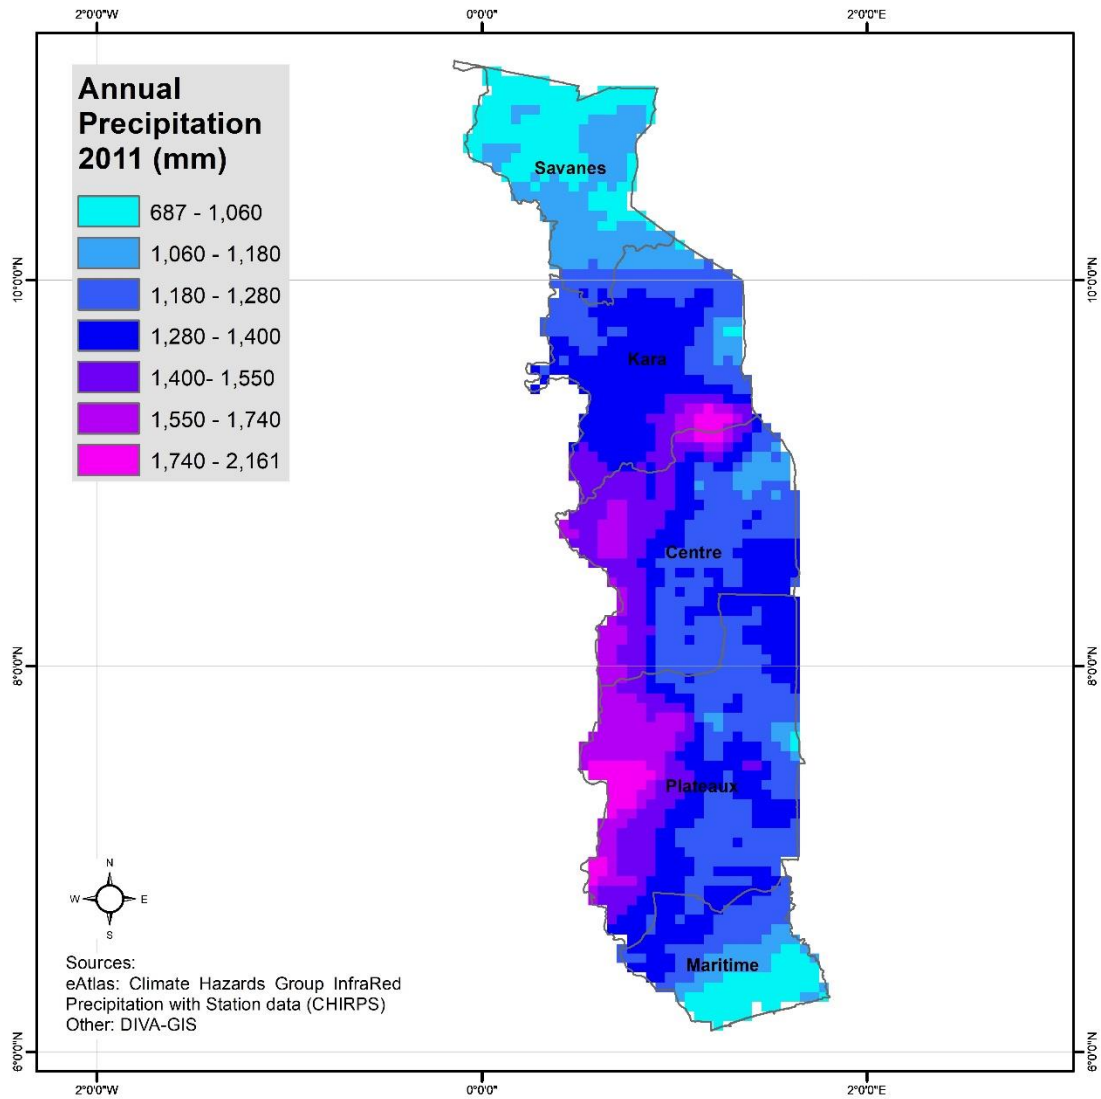 2°0'0"W 0°0'0" 2°0'0"E
Annual
Precipitation
2011 (mm)
687 - 1,060
1,060 - 1,180
1,180 - 1,280
1,280 - 1,400
1,400- 1,550
1,550 - 1,740
1,740 - 2,161
Savanes
10°0'0"N 10°0'0"N
Kara
Centre
8°0'0"N 8°0'0"N
Plateaux
N
W E
S
Maritime
Sources:
eAtlas: Climate Hazards Group InfraRed
Precipitation with Station data (CHIRPS)
Other: DIVA-GIS
6°0'0"N 6°0'0"N
2°0'0"W 0°0'0" 2°0'0"E